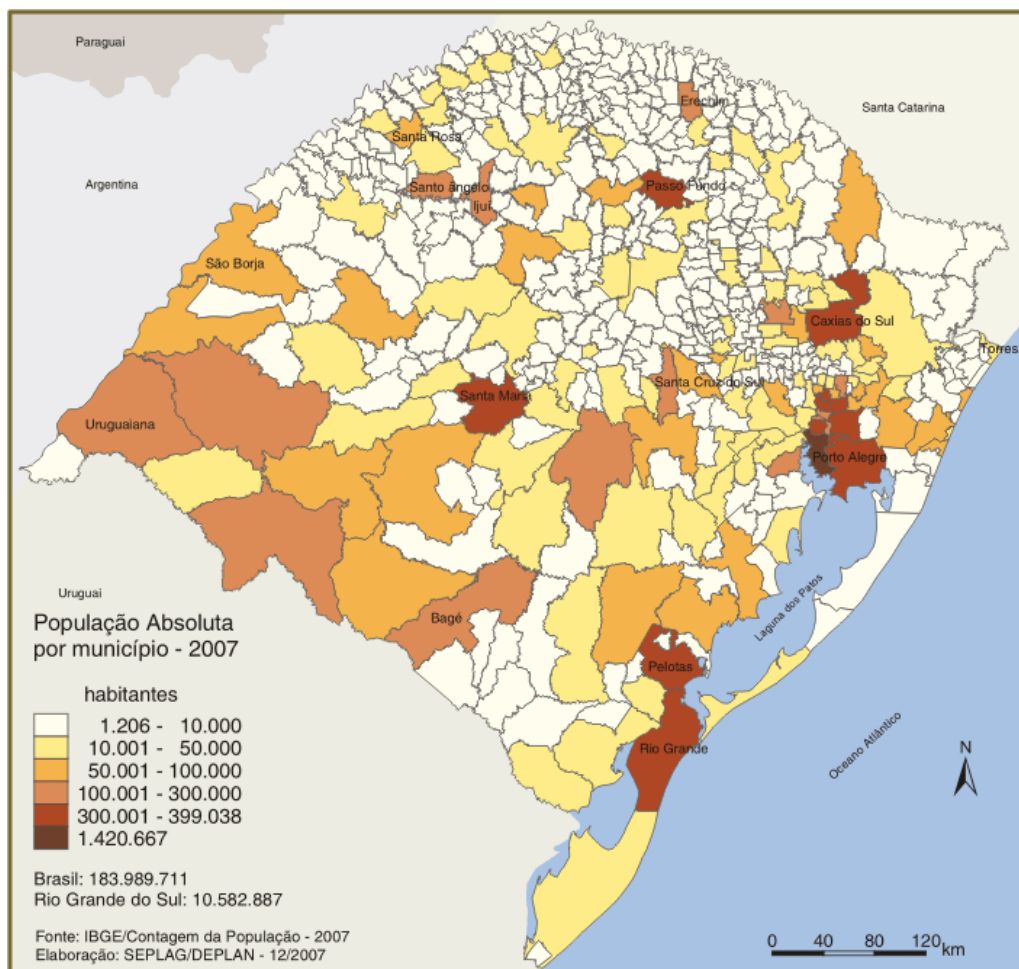 Paraguai
Santa Catarina
Erechim
Santa Rosa
Argentina
Santo ângelo
Passo Fundo
Ijuí
São Borja
Caxias do Sul
Torres
Santa Cruz do Sul
Santa Maria
Uruguaiana
Porto Alegre
Uruguai
Laguna dos Patos
Bagé
Pelotas
Oceano Atlântico
Rio Grande
N
População Absoluta
por município - 2007
habitantes
1.206 - 10.000
10.001 - 50.000
50.001 - 100.000
100.001 - 300.000
300.001 - 399.038
1.420.667
Brasil: 183.989.711
Rio Grande do Sul: 10.582.887
Fonte: IBGE/Contagem da População - 2007
Elaboração: SEPLAG/DEPLAN - 12/2007
0 40 80 120 km